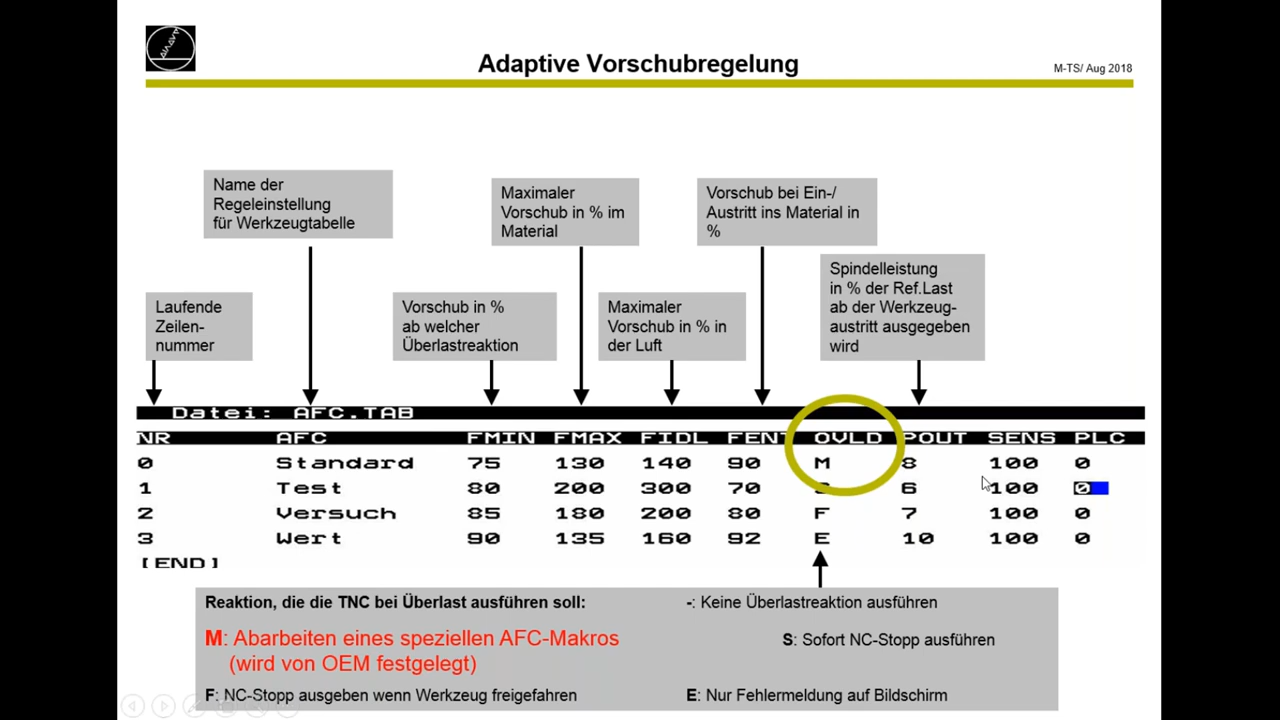 Adaptive Vorschubregelung
M-TS/ Aug 2018
Name der
Regeleinstellung
für Werkzeugtabelle
Maximaler
Vorschub in % im
Material
Vorschub bei Ein-/
Austritt ins Material in
%
Spindelleistung
in % der Ref.Last
ab der Werkzeug-
austritt ausgegeben
wird
Laufende
Zeilen-
nummer
Vorschub in %
ab welcher
Überlastreaktion
Maximaler
Vorschub in % in
der Luft
Datei: AFC.TAB
NR AFC FMIN FMAX FIDL FENT OVLD POUT SENS PLC
0 Standard 75 130 140 90 M 8 100 0
1 Test 80 200 300 70 6 100 0
2 Versuch 85 180 200 80 F 7 100 0
3 Wert 90 135 160 92 E 10 100 0
[END]
Reaktion, die die TNC bei Überlast ausführen soll:
-: Keine Überlastreaktion ausführen
M: Abarbeiten eines speziellen AFC-Makros
(wird von OEM festgelegt)
S: Sofort NC-Stopp ausführen
F: NC-Stopp ausgeben wenn Werkzeug freigefahren
E: Nur Fehlermeldung auf Bildschirm